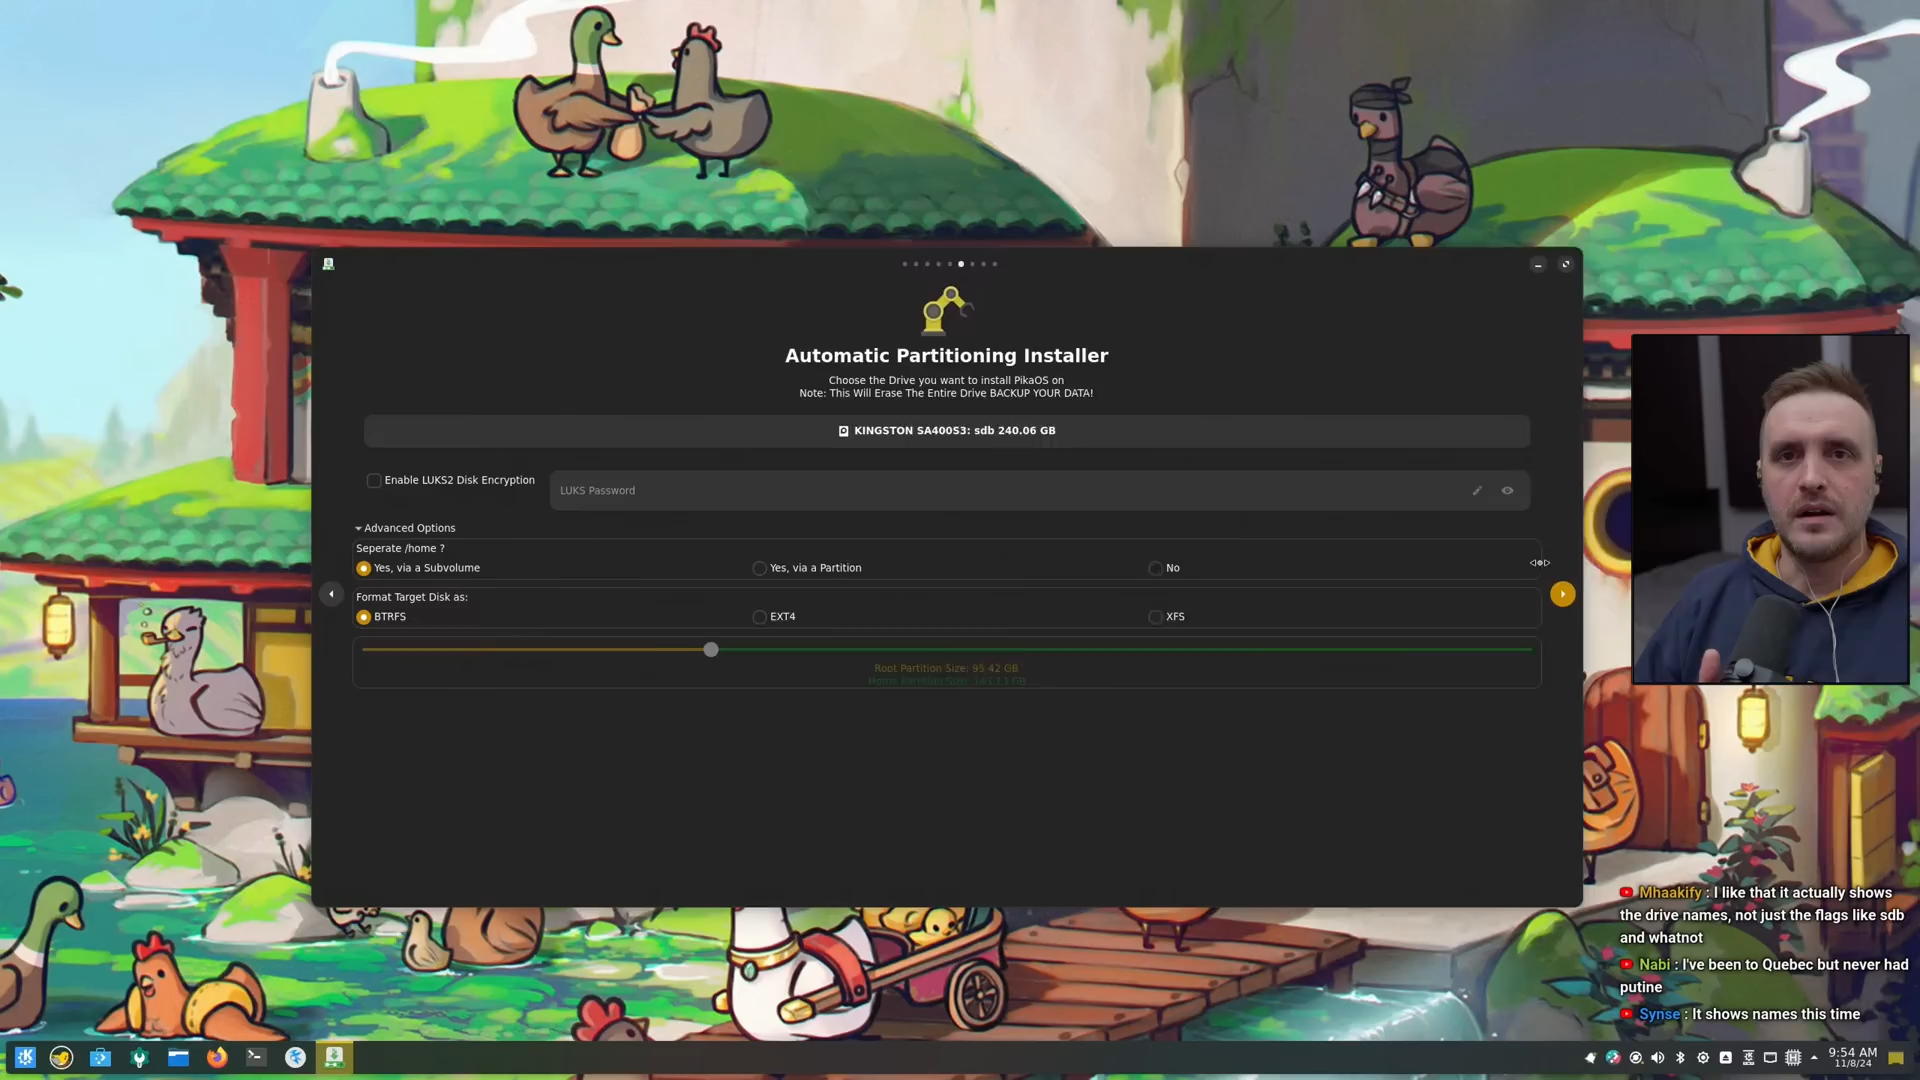 Automatic Partitioning Installer
Choose the Drive you want to install PikaOS on
Note: This Will Erase The Entire Drive BACKUP YOUR DATA!
KINGSTON SA400S3: sdb 240.06 GB
Enable LUKS2 Disk Encryption
LUKS Password
Advanced Options
Seperate /home ?
Yes, via a Subvolume
Yes, via a Partition
No
Format Target Disk as:
BTRFS
EXT4
XFS
Root Partition Size: 95.42 GB
Home Partition Size:
Mhaakify : I like that it actually shows
the drive names, not just the flags like sdb
and whatnot
Nabi : I've been to Quebec but never had
putine
Synse : It shows names this time
9:54 AM
11/8/24